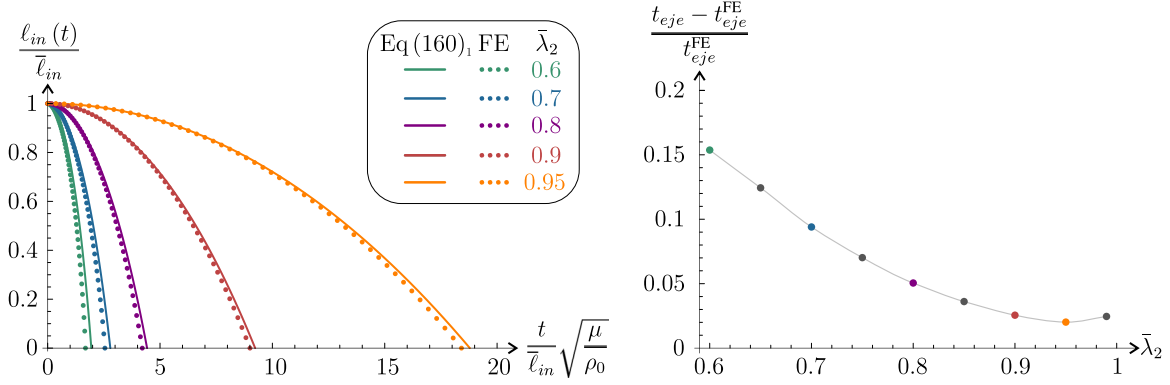 ℓ_in (t) / ℓ̄_in
Eq (160)₁ FE λ̄₂
0.6
0.7
0.8
0.9
0.95
1
0.8
0.6
0.4
0.2
0
0 5 10 15 20
t / ℓ̄_in √(μ / ρ₀)
t_eje − t_eje^FE / t_eje^FE
0.2
0.15
0.1
0.05
0
0.6 0.7 0.8 0.9 1
λ̄₂